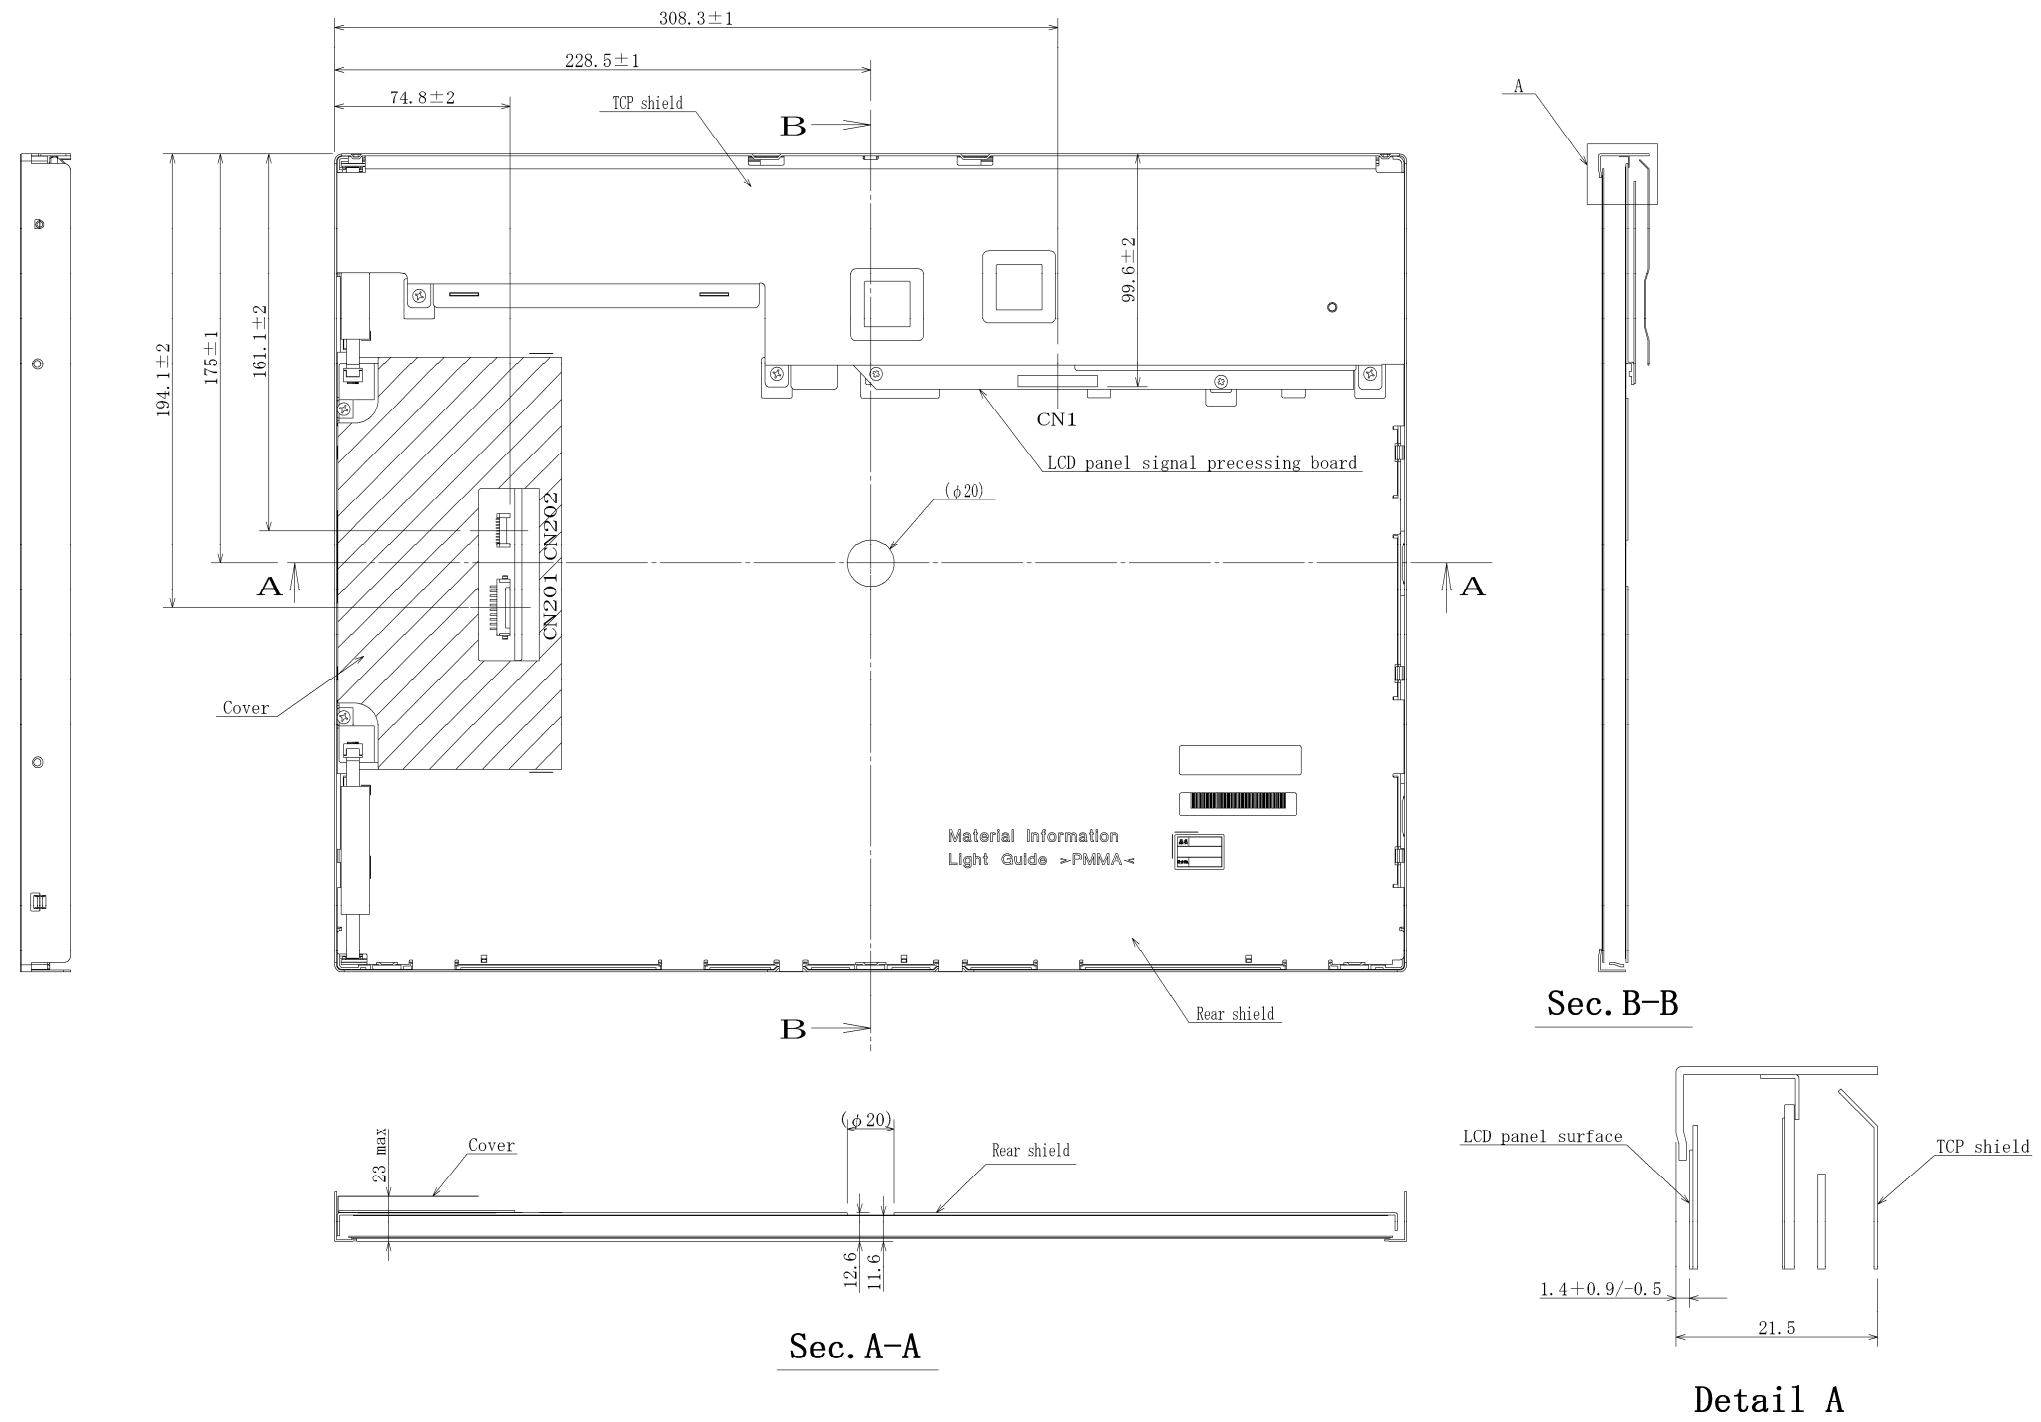 308.3±1
228.5±1
74.8±2
TCP shield
B
A
99.6±2
161.1±2
175±1
194.1±2
CN1
LCD panel signal precessing board
(φ20)
CN201 CN202
A
A
Cover
Material Information
Light Guide >PMMA<
Rear shield
B
Sec. B-B
(φ20)
23 max
Cover
Rear shield
12.6
11.6
Sec. A-A
LCD panel surface
TCP shield
1.4+0.9/-0.5
21.5
Detail A